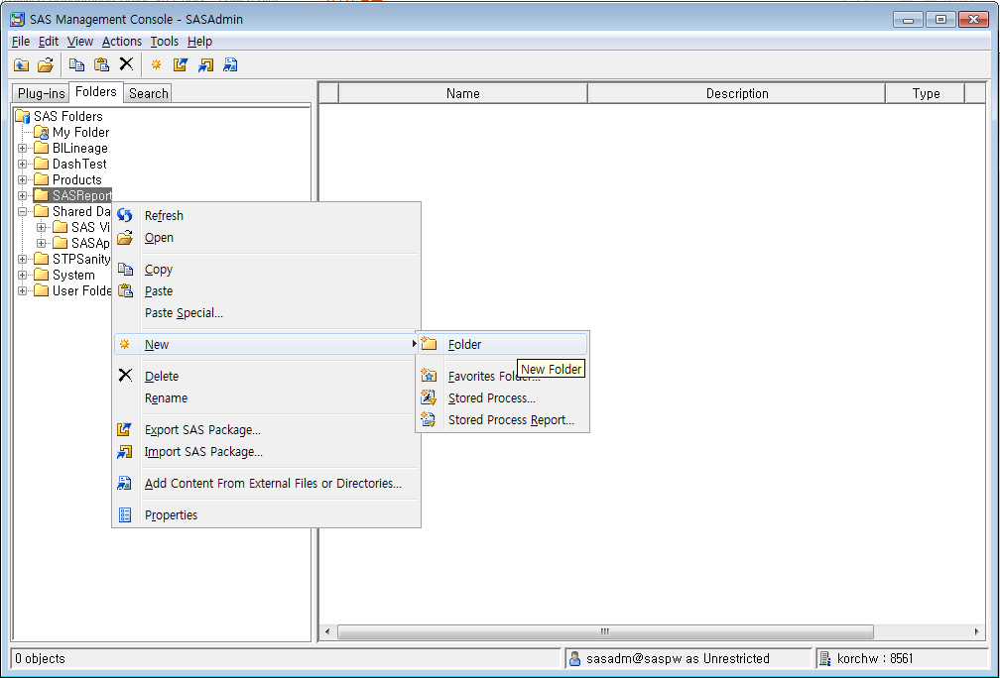 SAS Management Console - SASAdmin
File Edit View Actions Tools Help
Plug-ins Folders Search
Name Description Type
SAS Folders
My Folder
BILineage
DashTest
Products
SASReport
Shared Da
SAS Vi
SASAp
STPSanity
System
User Folde
Refresh
Open
Copy
Paste
Paste Special...
New
Delete
Rename
Export SAS Package...
Import SAS Package...
Add Content From External Files or Directories...
Properties
Folder
New Folder
Favorites Folder...
Stored Process...
Stored Process Report...
0 objects
sasadm@saspw as Unrestricted
korchw : 8561